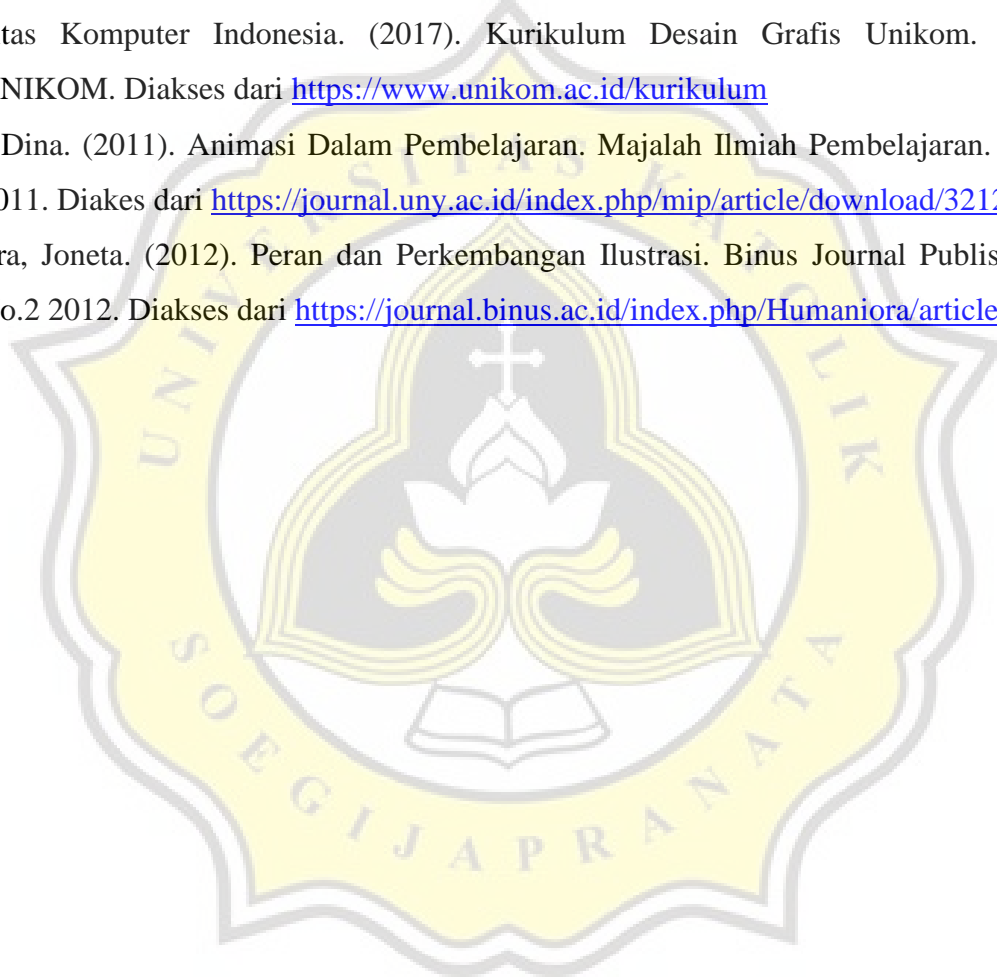 tas Komputer Indonesia. (2017). Kurikulum Desain Grafis Unikom.
NIKOM. Diakses dari https://www.unikom.ac.id/kurikulum
Dina. (2011). Animasi Dalam Pembelajaran. Majalah Ilmiah Pembelajaran.
011. Diakes dari https://journal.uny.ac.id/index.php/mip/article/download/3212
ra, Joneta. (2012). Peran dan Perkembangan Ilustrasi. Binus Journal Publis
o.2 2012. Diakses dari https://journal.binus.ac.id/index.php/Humaniora/article
UNIVERSITAS KATOLIK
SOEGIJAPRANATA